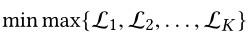 min max{ℒ₁, ℒ₂, . . . , ℒ_K}